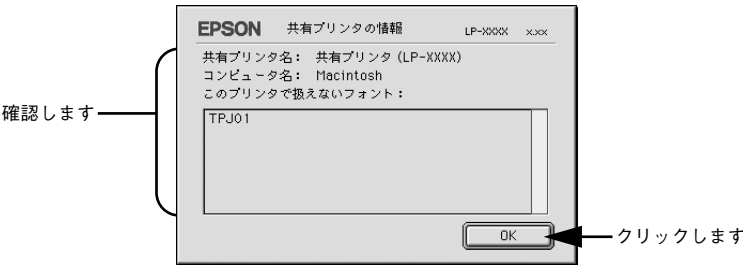 EPSON 共有プリンタの情報 LP-XXXX x.xx
共有プリンタ名： 共有プリンタ（LP-XXXX）
コンピュータ名： Macintosh
このプリンタで扱えないフォント：
TPJ01
確認します
OK
クリックします